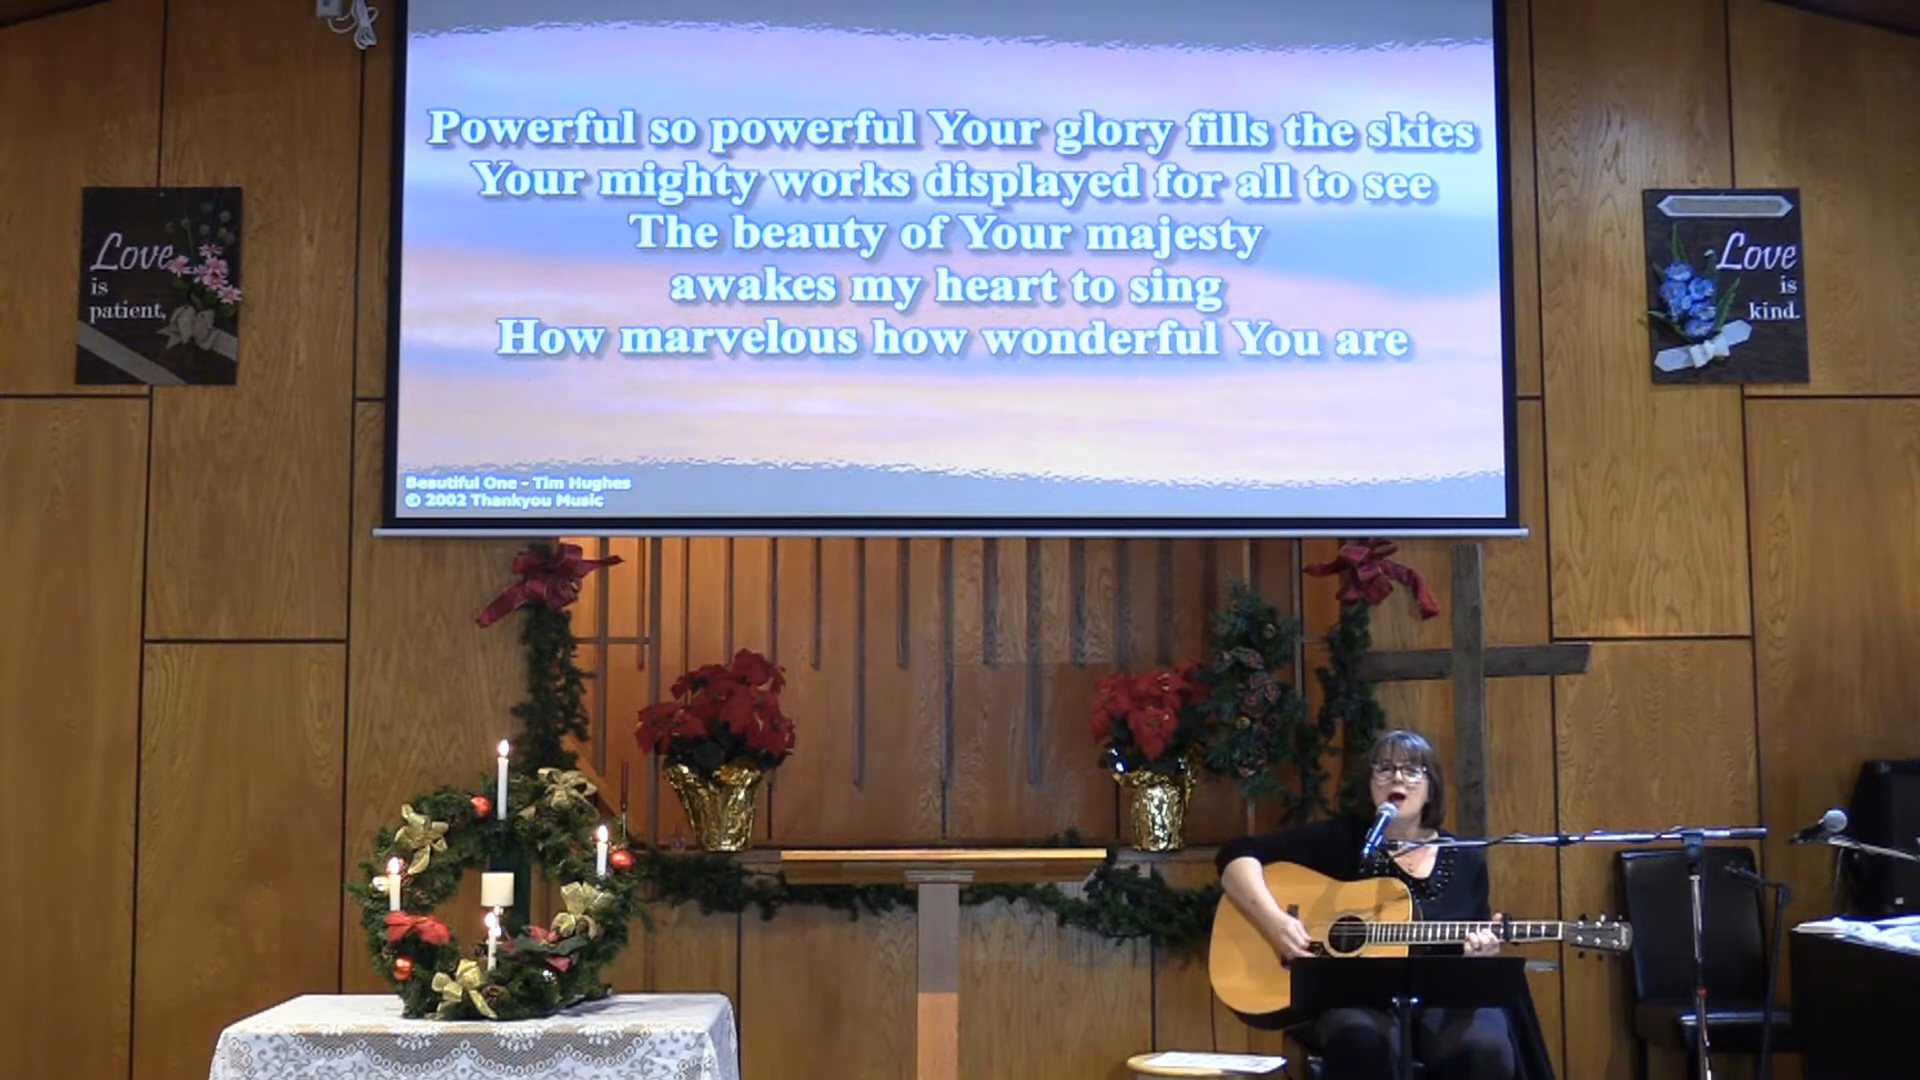 Powerful so powerful Your glory fills the skies
Your mighty works displayed for all to see
The beauty of Your majesty
awakes my heart to sing
How marvelous how wonderful You are
Beautiful One - Tim Hughes
© 2002 Thankyou Music
Love
is
patient,
Love
is
kind.